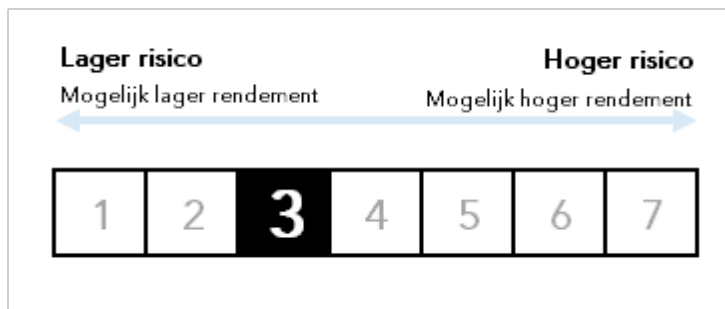 Lager risico Hoger risico
Mogelijk lager rendement Mogelijk hoger rendement
1 2 3 4 5 6 7